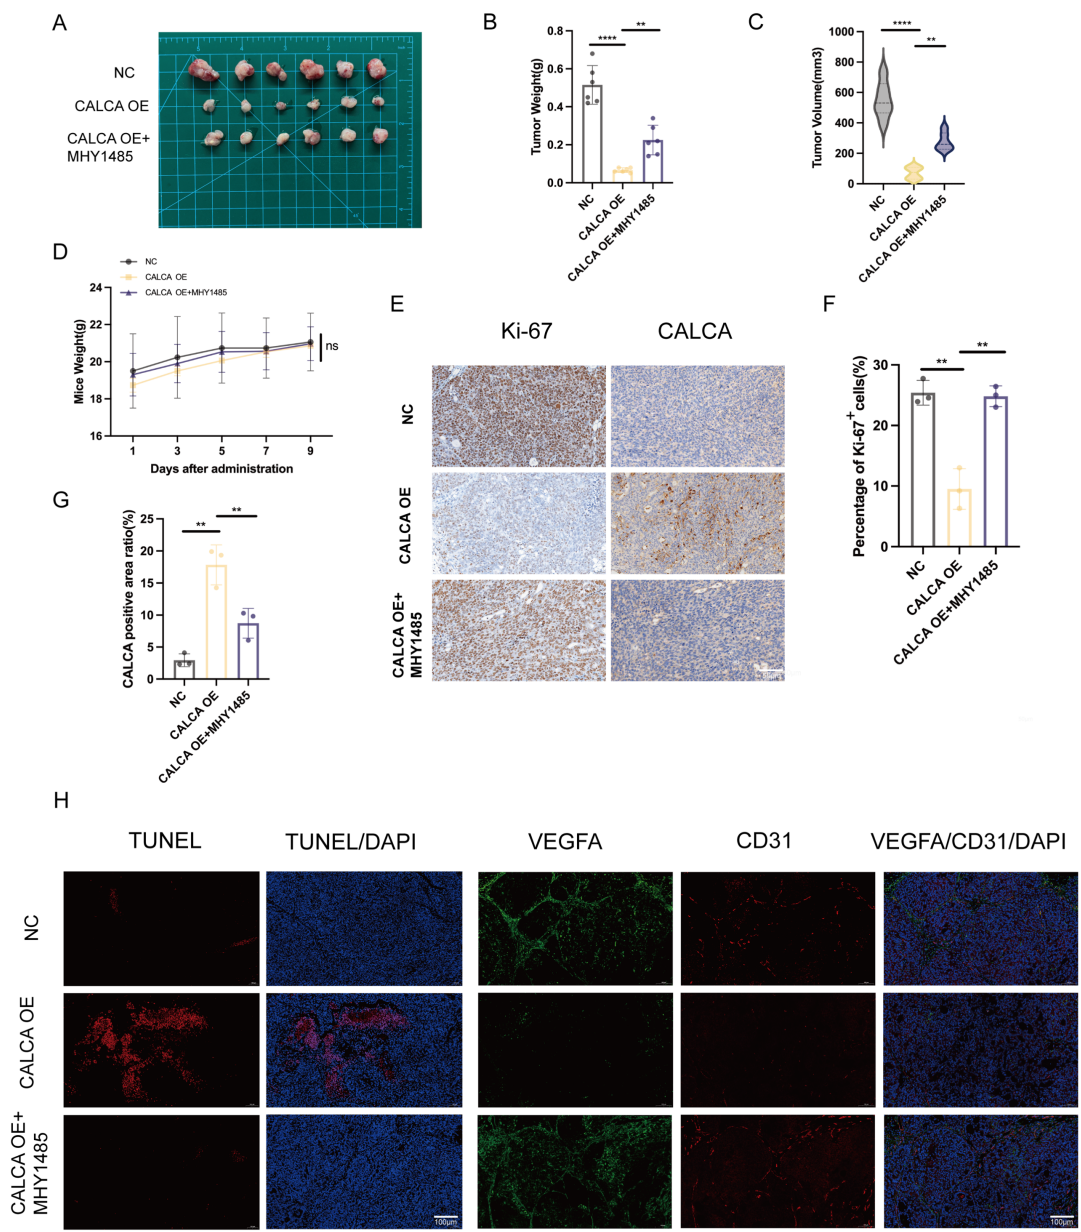 A
NC
CALCA OE
CALCA OE+
MHY1485
B
Tumor Weight(g)
0.8
0.6
0.4
0.2
0.0
****
**
NC
CALCA OE
CALCA OE+MHY1485
C
Tumor Volume(mm3)
1000
800
600
400
200
0
****
**
NC
CALCA OE
CALCA OE+MHY1485
D
NC
CALCA OE
CALCA OE+MHY1485
Mice Weight(g)
24
22
20
18
16
ns
1 3 5 7 9
Days after administration
E
Ki-67 CALCA
NC
CALCA OE
CALCA OE+
MHY1485
F
Percentage of Ki-67+ cells(%)
30
20
10
0
**
**
NC
CALCA OE
CALCA OE+MHY1485
G
CALCA positive area ratio(%)
25
20
15
10
5
0
**
**
NC
CALCA OE
CALCA OE+MHY1485
H
TUNEL TUNEL/DAPI VEGFA CD31 VEGFA/CD31/DAPI
NC
CALCA OE
CALCA OE+
MHY1485
100μm
100μm